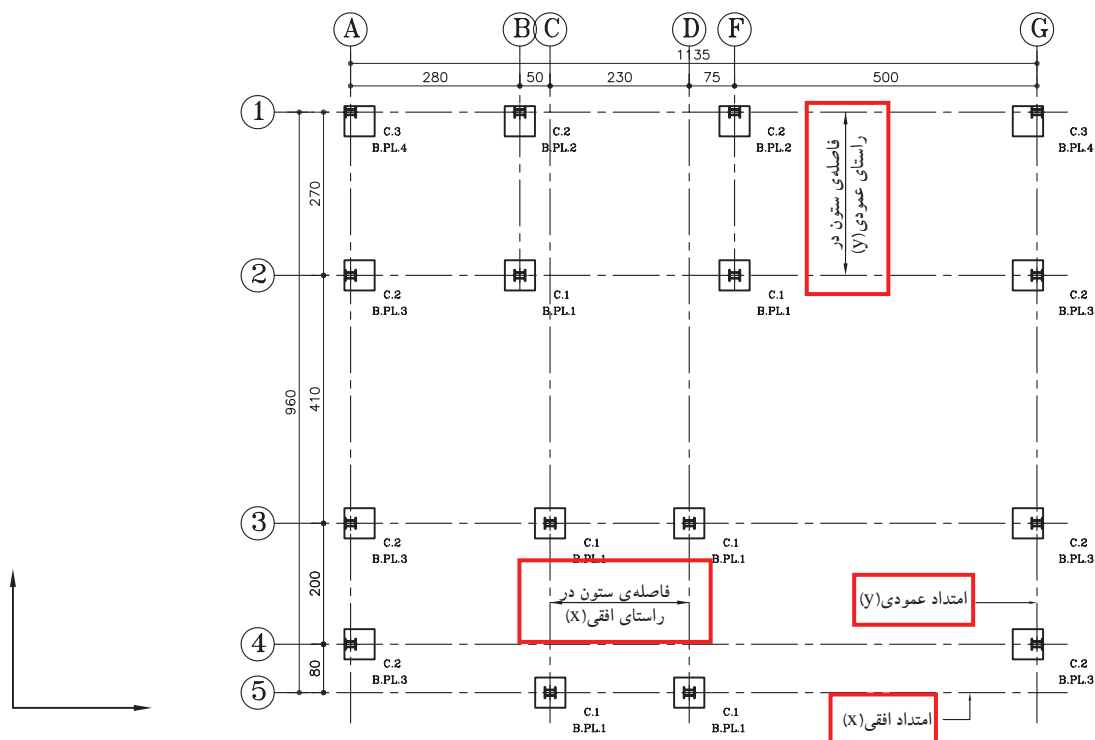 A B C D F G
1135
280 50 230 75 500
1
C.3 C.2 C.2 C.3
B.PL.4 B.PL.2 B.PL.2 B.PL.4
فاصله‌ی ستون در
راستای عمودی(y)
270
2
C.2 C.1 C.1 C.2
B.PL.3 B.PL.1 B.PL.1 B.PL.3
960
410
3
C.2 C.1 C.1 C.2
B.PL.3 B.PL.1 B.PL.1 B.PL.3
200
فاصله‌ی ستون در
راستای افقی(x)
امتداد عمودی(y)
4
C.2 C.2
B.PL.3 B.PL.3
80
5
C.1 C.1
B.PL.1 B.PL.1
امتداد افقی(x)